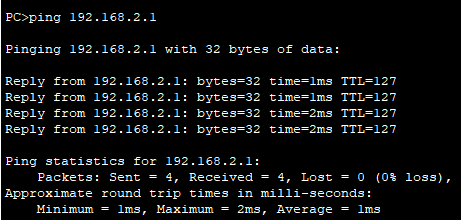 PC>ping 192.168.2.1
Pinging 192.168.2.1 with 32 bytes of data:
Reply from 192.168.2.1: bytes=32 time=1ms TTL=127
Reply from 192.168.2.1: bytes=32 time=1ms TTL=127
Reply from 192.168.2.1: bytes=32 time=2ms TTL=127
Reply from 192.168.2.1: bytes=32 time=2ms TTL=127
Ping statistics for 192.168.2.1:
Packets: Sent = 4, Received = 4, Lost = 0 (0% loss),
Approximate round trip times in milli-seconds:
Minimum = 1ms, Maximum = 2ms, Average = 1ms